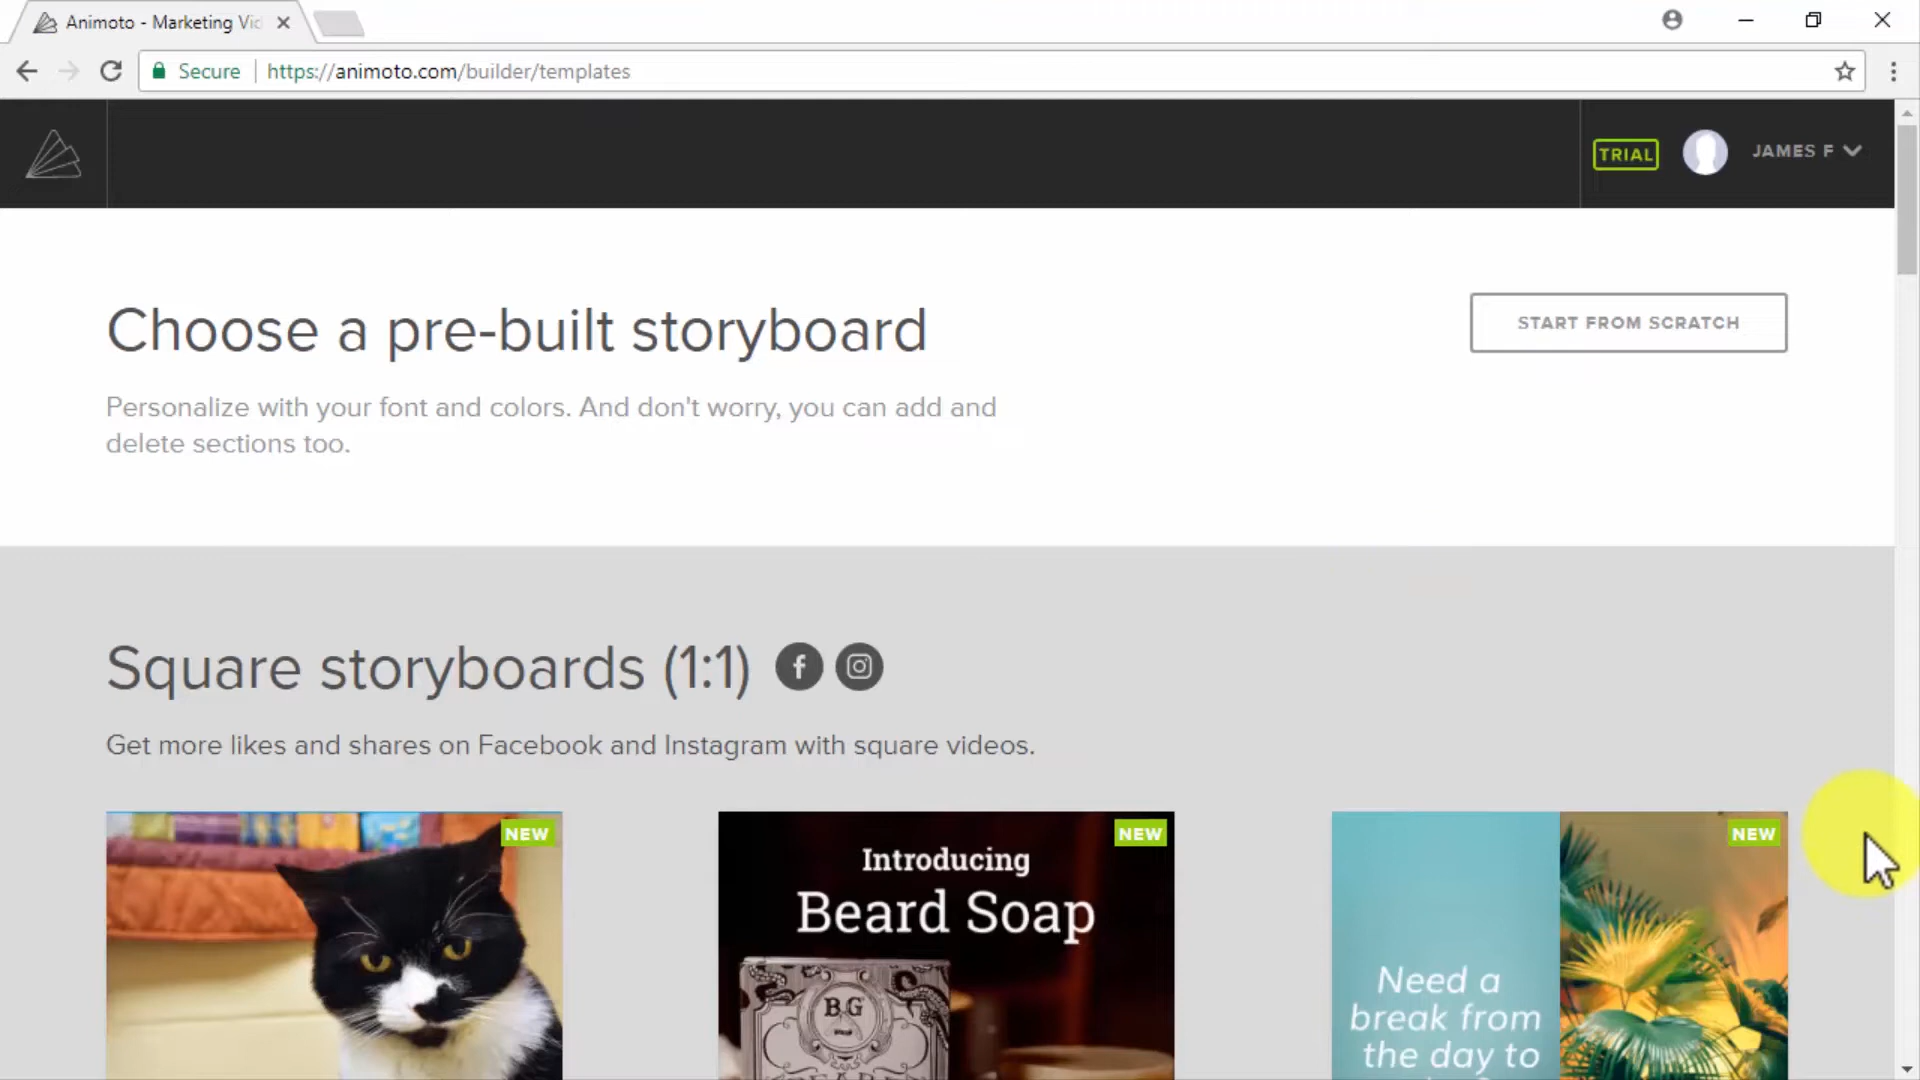 Animoto - Marketing Vid
Secure
https://animoto.com/builder/templates
TRIAL
JAMES F
Choose a pre-built storyboard
START FROM SCRATCH
Personalize with your font and colors. And don't worry, you can add and
delete sections too.
Square storyboards (1:1)
Get more likes and shares on Facebook and Instagram with square videos.
NEW
NEW
Introducing
Beard Soap
B G
NEW
Need a
break from
the day to